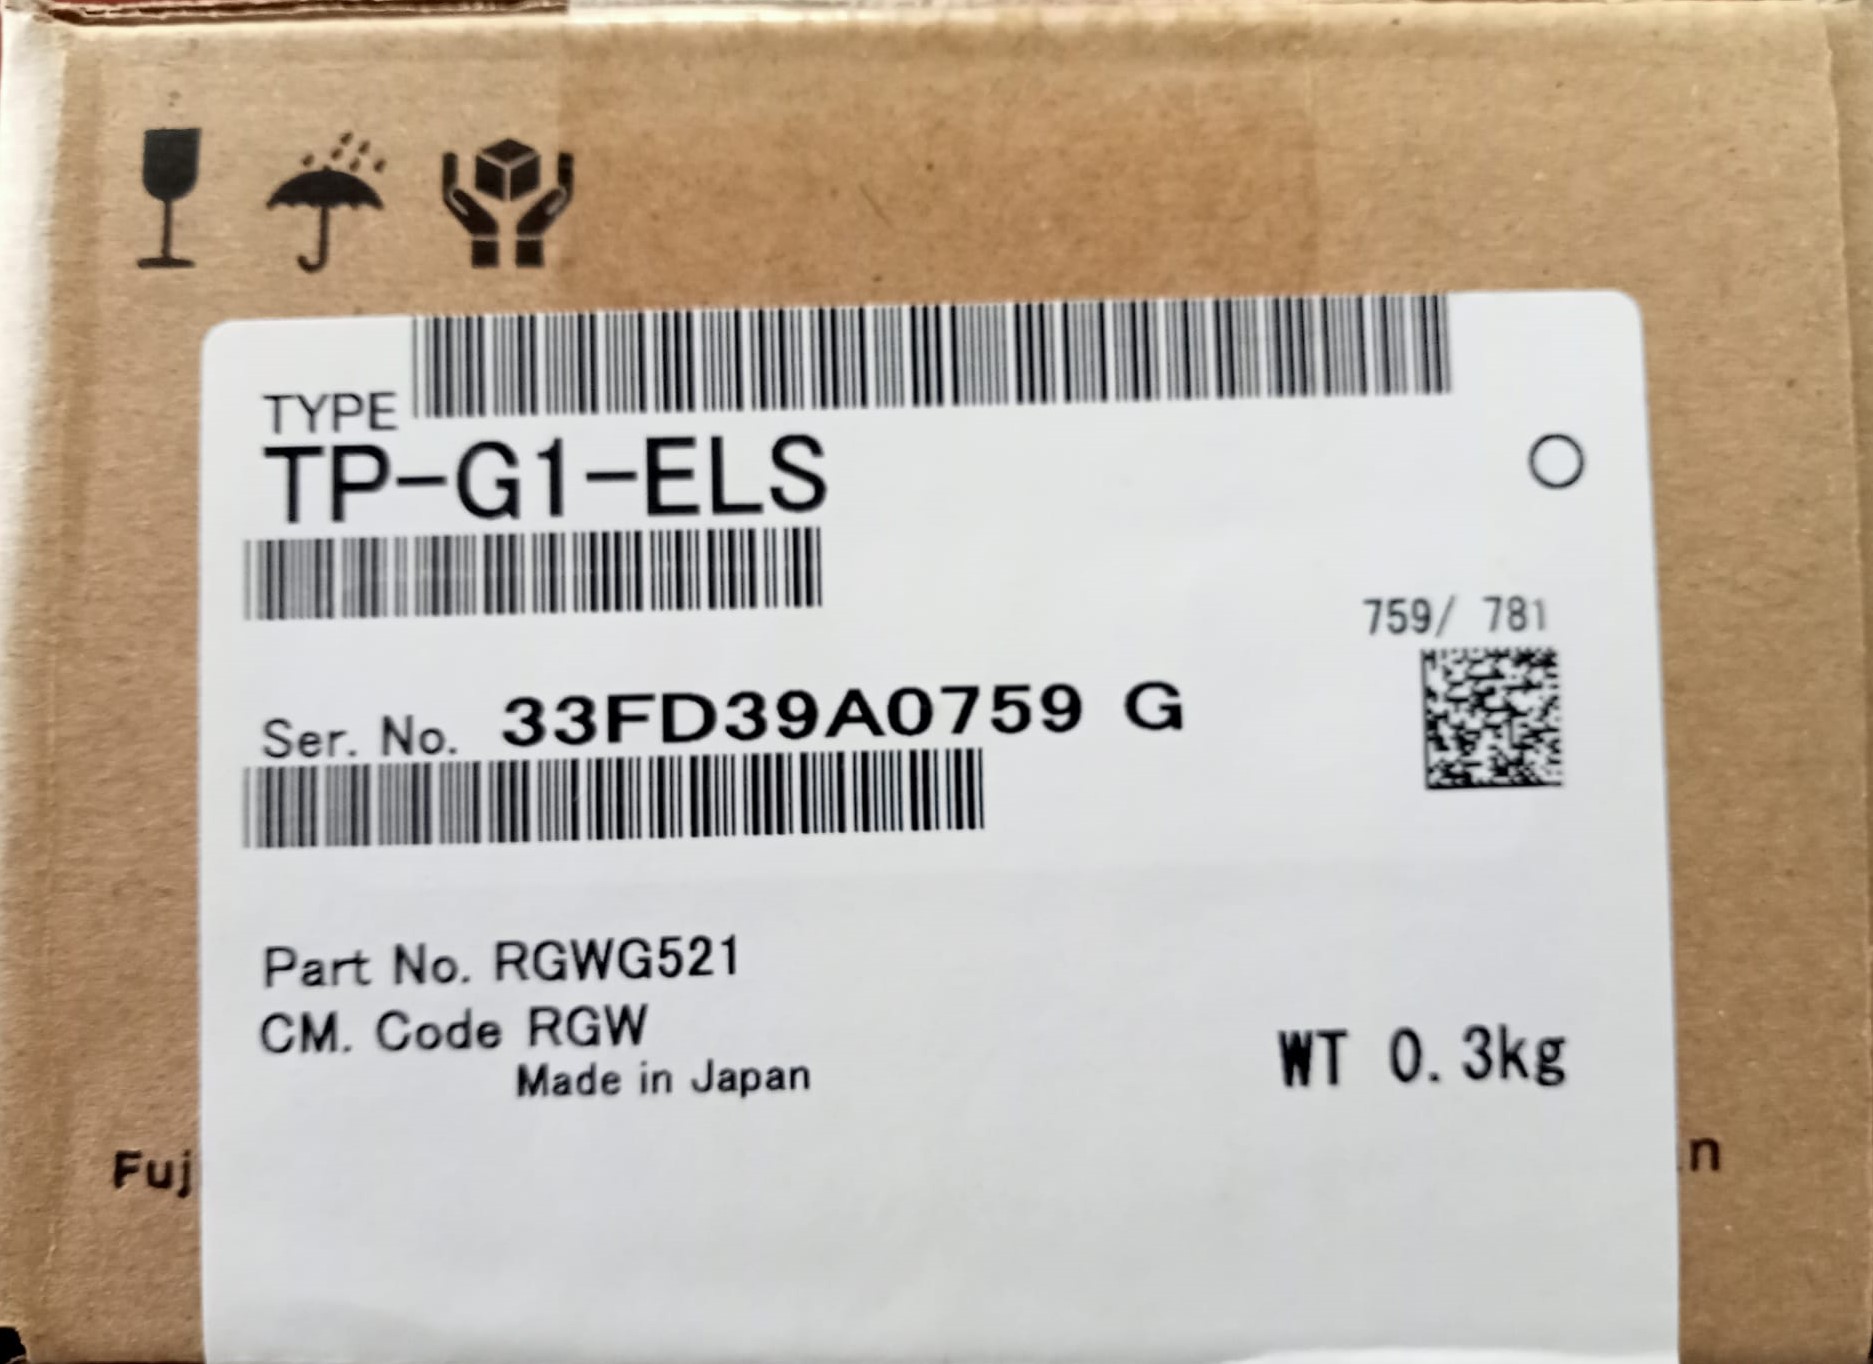 TYPE
TP-G1-ELS
759/ 781
Ser. No. 33FD39A0759 G
Part No. RGWG521
CM. Code RGW
Made in Japan
WT 0.3kg
Fuj
n